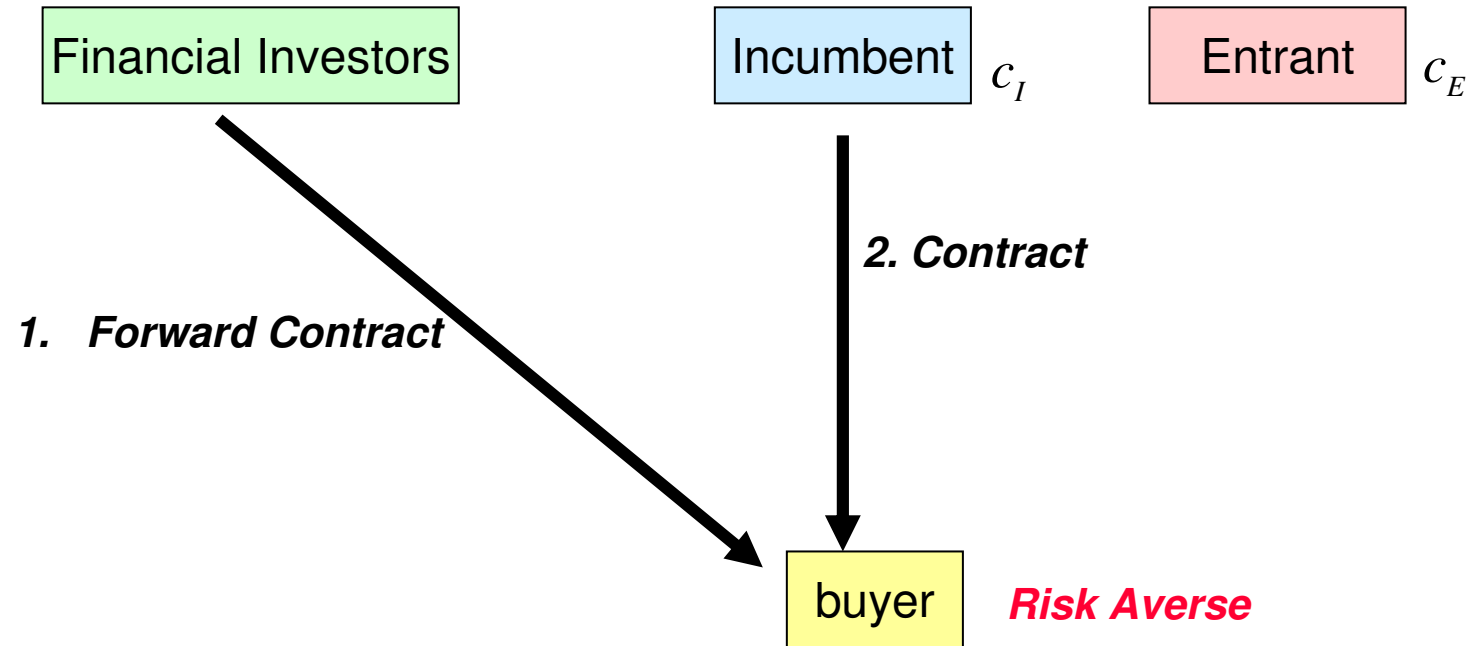 Financial Investors
Incumbent
c_I
Entrant
c_E
2. Contract
1. Forward Contract
buyer
Risk Averse